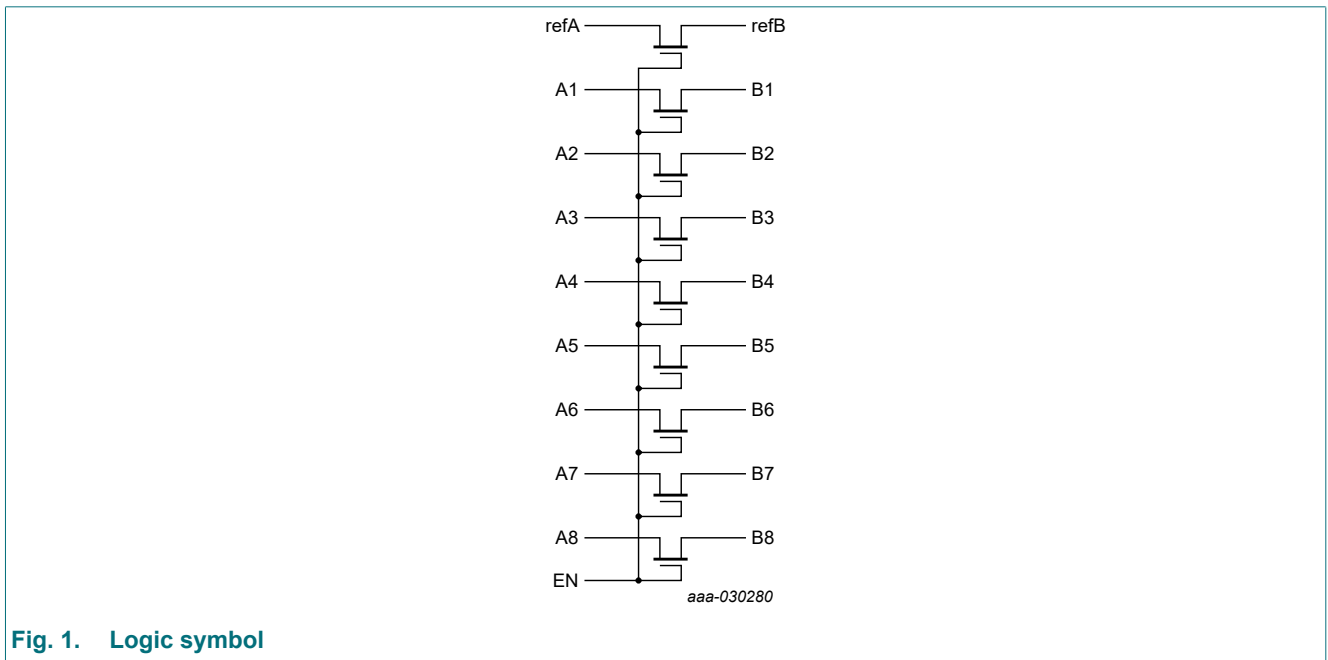 refA refB
A1 B1
A2 B2
A3 B3
A4 B4
A5 B5
A6 B6
A7 B7
A8 B8
EN
aaa-030280
Fig. 1. Logic symbol